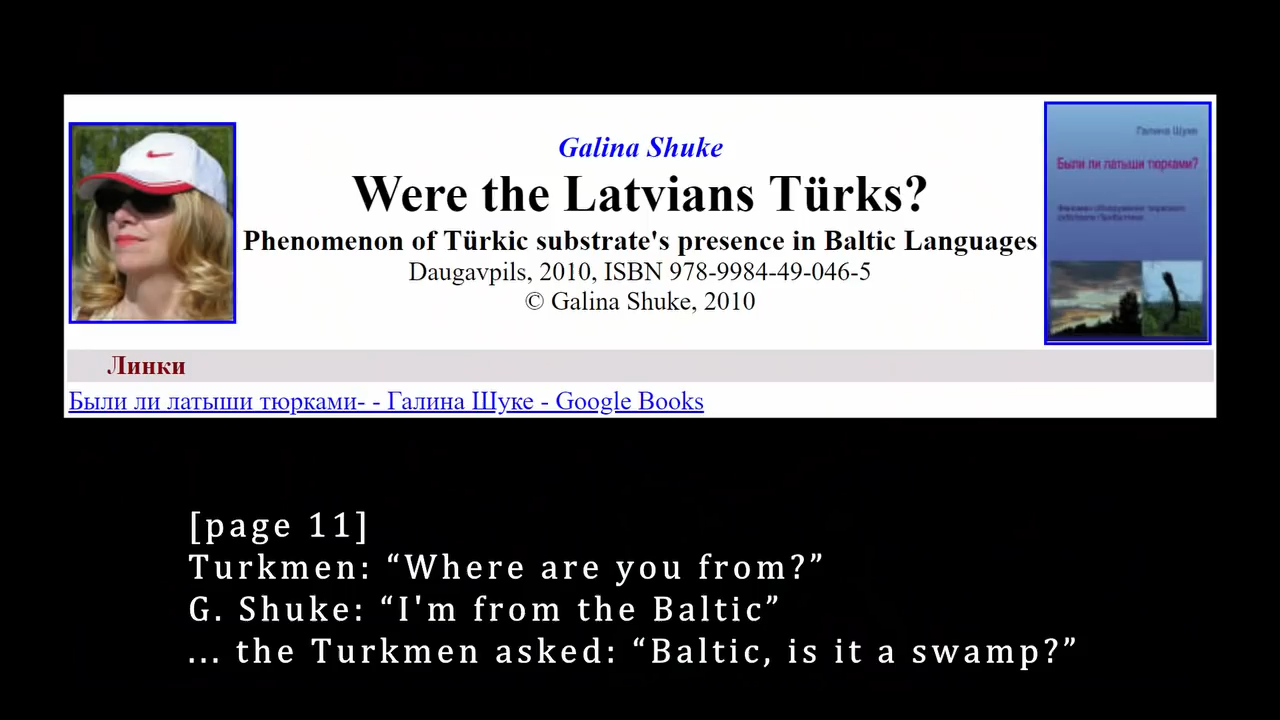 Galina Shuke
Were the Latvians Türks?
Phenomenon of Türkic substrate's presence in Baltic Languages
Daugavpils, 2010, ISBN 978-9984-49-046-5
© Galina Shuke, 2010
Галина Шуке
Были ли латыши тюрками?
Линки
Были ли латыши тюрками- - Галина Шуке - Google Books
[page 11]
Turkmen: “Where are you from?”
G. Shuke: “I'm from the Baltic”
... the Turkmen asked: “Baltic, is it a swamp?”